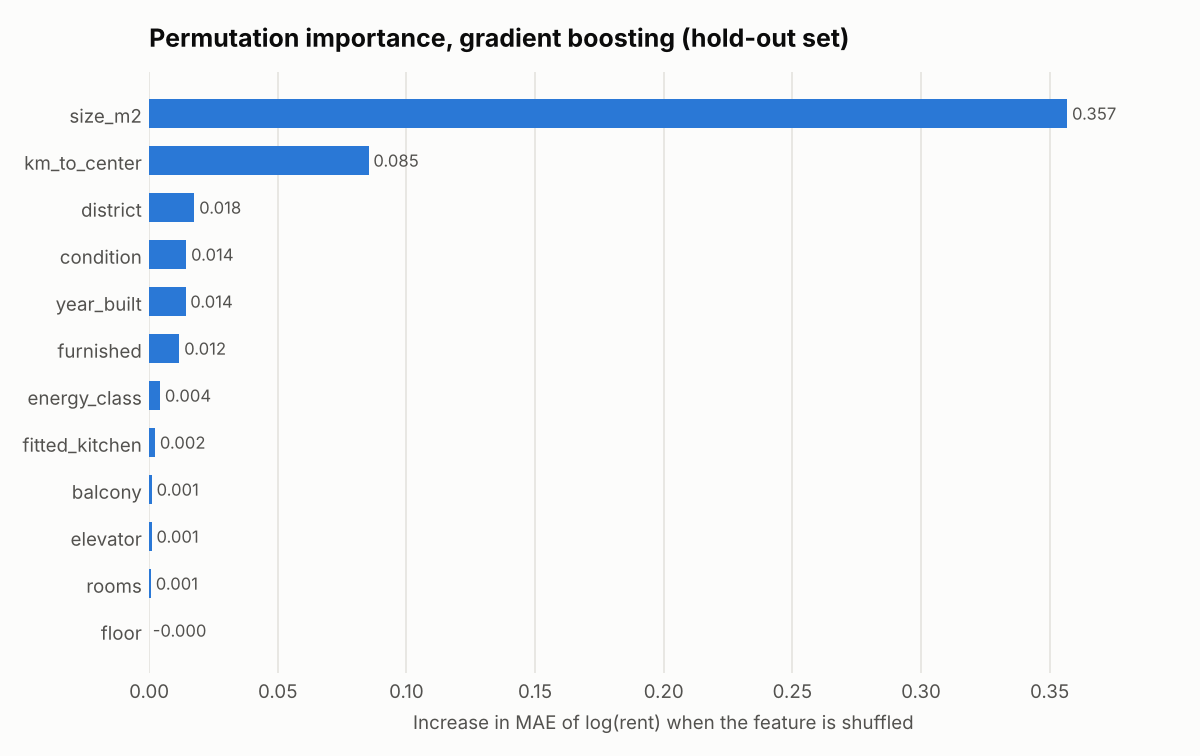 Permutation importance, gradient boosting (hold-out set)
size_m2 0.357
km_to_center 0.085
district 0.018
condition 0.014
year_built 0.014
furnished 0.012
energy_class 0.004
fitted_kitchen 0.002
balcony 0.001
elevator 0.001
rooms 0.001
floor -0.000
0.00 0.05 0.10 0.15 0.20 0.25 0.30 0.35
Increase in MAE of log(rent) when the feature is shuffled